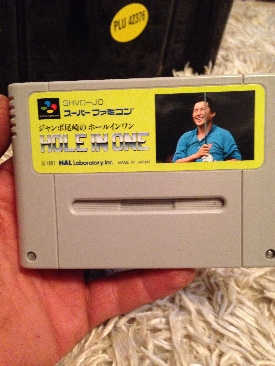 PLU 42376
SHVC-JO
スーパーファミコン
ジャンボ尾崎のホールインワン
HOLE IN ONE
© 1991 HAL Laboratory Inc. MADE IN JAPAN